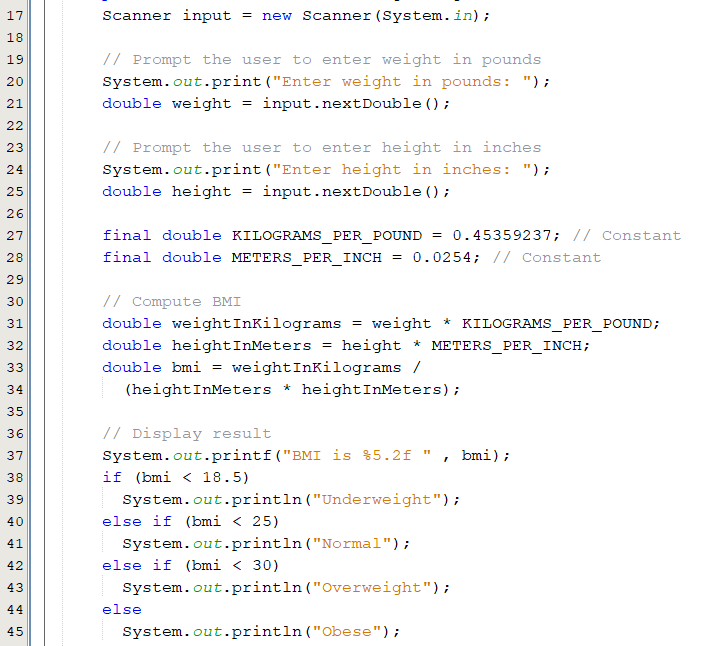 17 Scanner input = new Scanner(System.in);
18
19 // Prompt the user to enter weight in pounds
20 System.out.print("Enter weight in pounds: ");
21 double weight = input.nextDouble();
22
23 // Prompt the user to enter height in inches
24 System.out.print("Enter height in inches: ");
25 double height = input.nextDouble();
26
27 final double KILOGRAMS_PER_POUND = 0.45359237; // Constant
28 final double METERS_PER_INCH = 0.0254; // Constant
29
30 // Compute BMI
31 double weightInKilograms = weight * KILOGRAMS_PER_POUND;
32 double heightInMeters = height * METERS_PER_INCH;
33 double bmi = weightInKilograms /
34   (heightInMeters * heightInMeters);
35
36 // Display result
37 System.out.printf("BMI is %5.2f " , bmi);
38 if (bmi < 18.5)
39   System.out.println("Underweight");
40 else if (bmi < 25)
41   System.out.println("Normal");
42 else if (bmi < 30)
43   System.out.println("Overweight");
44 else
45   System.out.println("Obese");